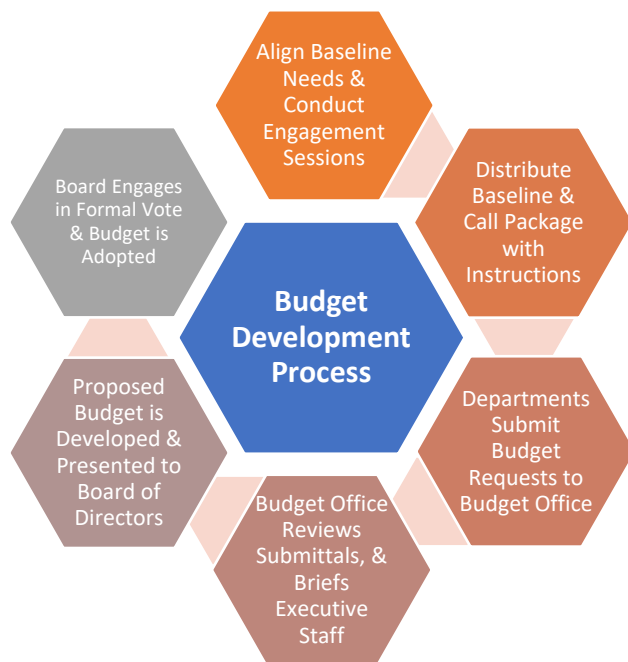 Align Baseline
Needs &
Conduct
Engagement
Sessions
Distribute
Baseline &
Call Package
with
Instructions
Departments
Submit
Budget
Requests to
Budget Office
Budget Office
Reviews
Submittals, &
Briefs
Executive
Staff
Proposed
Budget is
Developed &
Presented to
Board of
Directors
Board Engages
in Formal Vote
& Budget is
Adopted
Budget
Development
Process